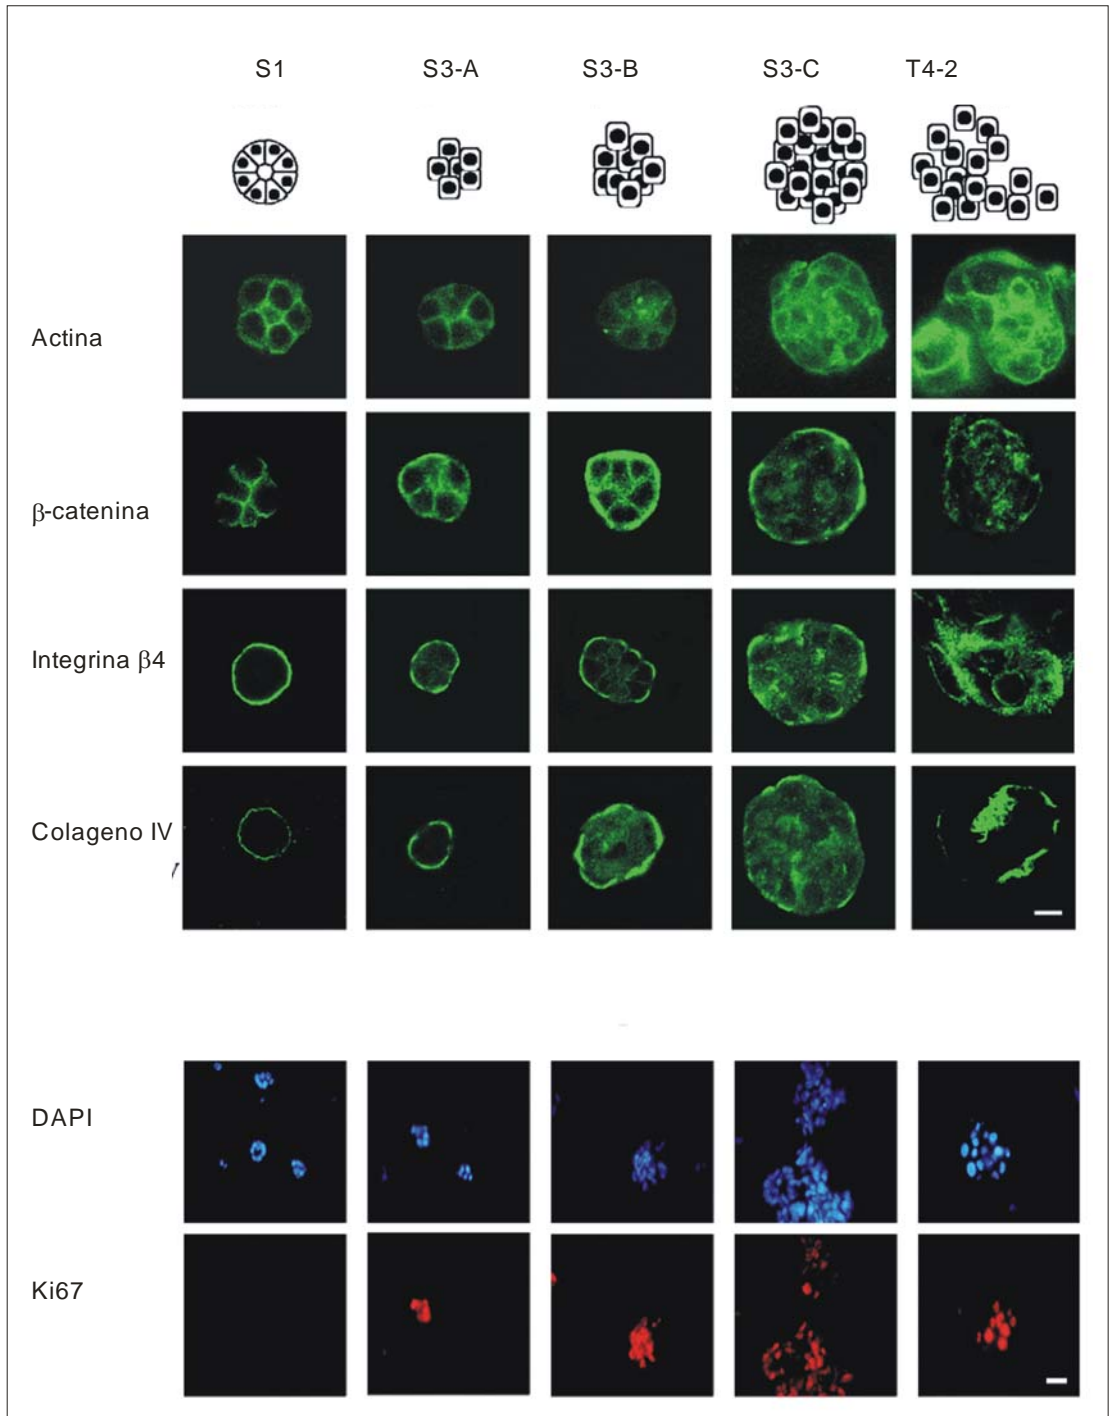 S1 S3-A S3-B S3-C T4-2
Actina
β-catenina
Integrina β4
Colageno IV
DAPI
Ki67